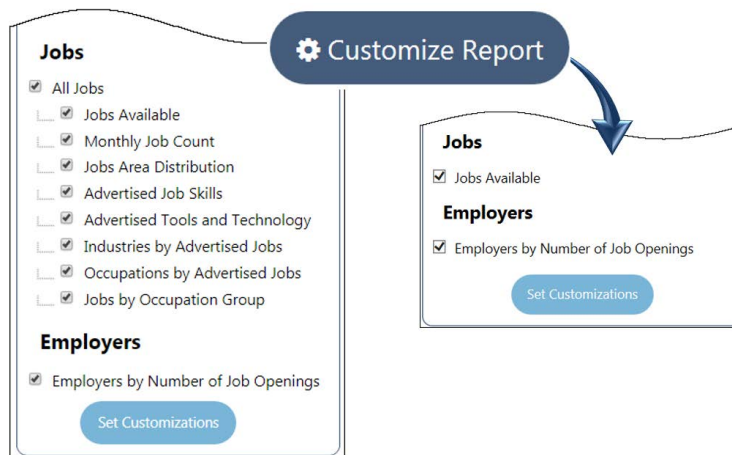 Customize Report
Jobs
All Jobs
Jobs Available
Monthly Job Count
Jobs Area Distribution
Advertised Job Skills
Advertised Tools and Technology
Industries by Advertised Jobs
Occupations by Advertised Jobs
Jobs by Occupation Group
Employers
Employers by Number of Job Openings
Set Customizations
Jobs
Jobs Available
Employers
Employers by Number of Job Openings
Set Customizations